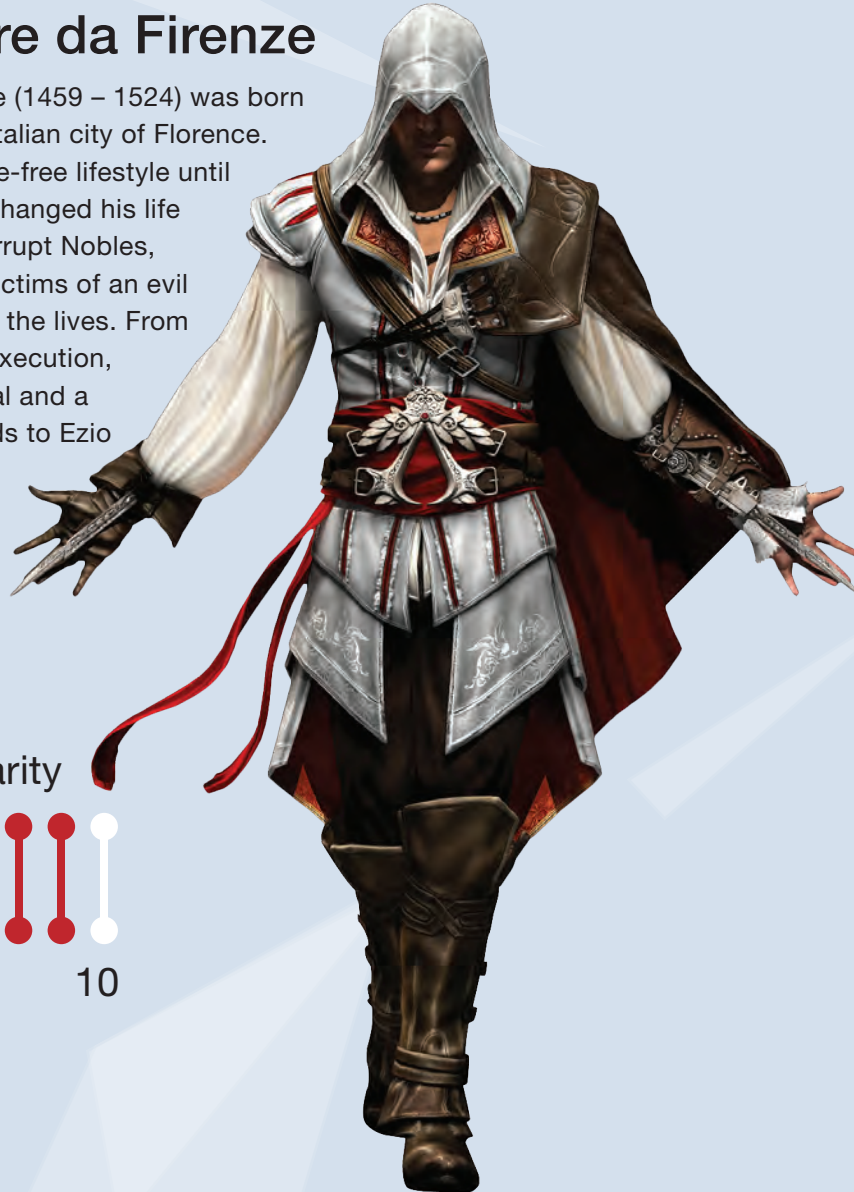 re da Firenze
e (1459 – 1524) was born
talian city of Florence.
e-free lifestyle until
hanged his life
rrupt Nobles,
ctims of an evil
the lives. From
xecution,
al and a
ds to Ezio
arity
10